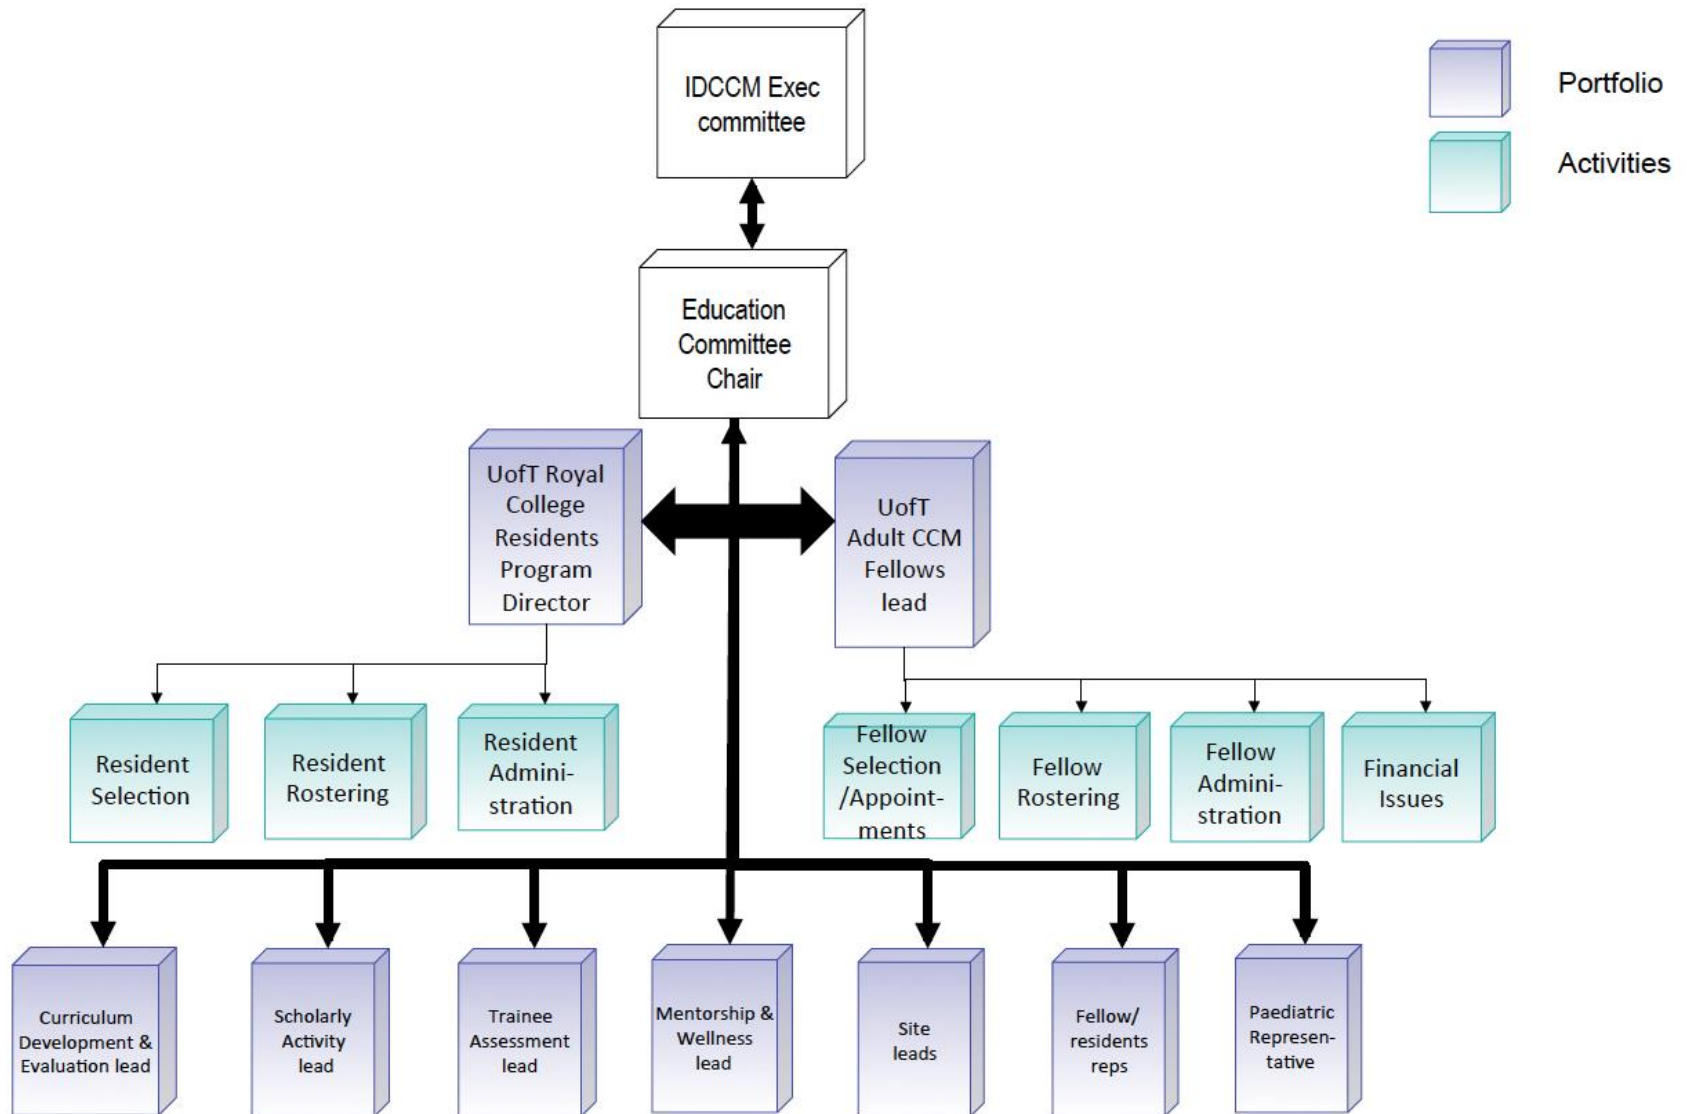 IDCCM Exec
committee
Portfolio
Activities
Education
Committee
Chair
UofT Royal
College
Residents
Program
Director
UofT
Adult CCM
Fellows
lead
Resident
Selection
Resident
Rostering
Resident
Admini-
stration
Fellow
Selection
/Appoint-
ments
Fellow
Rostering
Fellow
Admini-
stration
Financial
Issues
Curriculum
Development &
Evaluation lead
Scholarly
Activity
lead
Trainee
Assessment
lead
Mentorship &
Wellness
lead
Site
leads
Fellow/
residents
reps
Paediatric
Represen-
tative